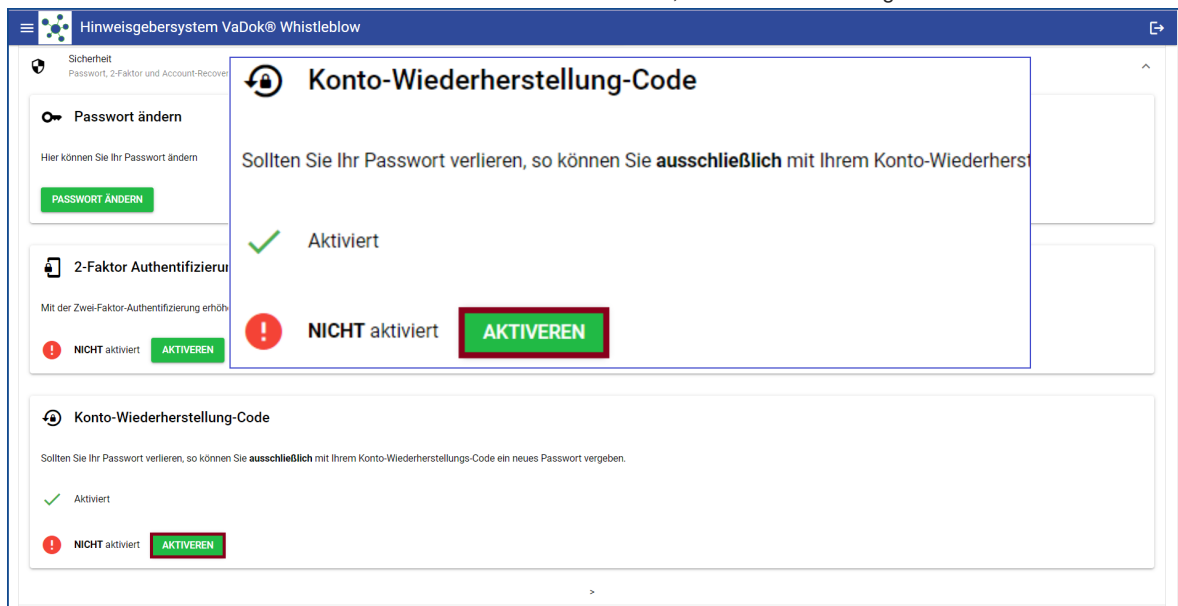 Hinweisgebersystem VaDok® Whistleblow
Sicherheit
Passwort, 2-Faktor und Account-Recover
Passwort ändern
Hier können Sie Ihr Passwort ändern
PASSWORT ÄNDERN
2-Faktor Authentifizierun
Mit der Zwei-Faktor-Authentifizierung erhöhe
NICHT aktiviert AKTIVEREN
Konto-Wiederherstellung-Code
Sollten Sie Ihr Passwort verlieren, so können Sie ausschließlich mit Ihrem Konto-Wiederherst
Aktiviert
NICHT aktiviert AKTIVEREN
Konto-Wiederherstellung-Code
Sollten Sie Ihr Passwort verlieren, so können Sie ausschließlich mit Ihrem Konto-Wiederherstellungs-Code ein neues Passwort vergeben.
Aktiviert
NICHT aktiviert AKTIVEREN
>